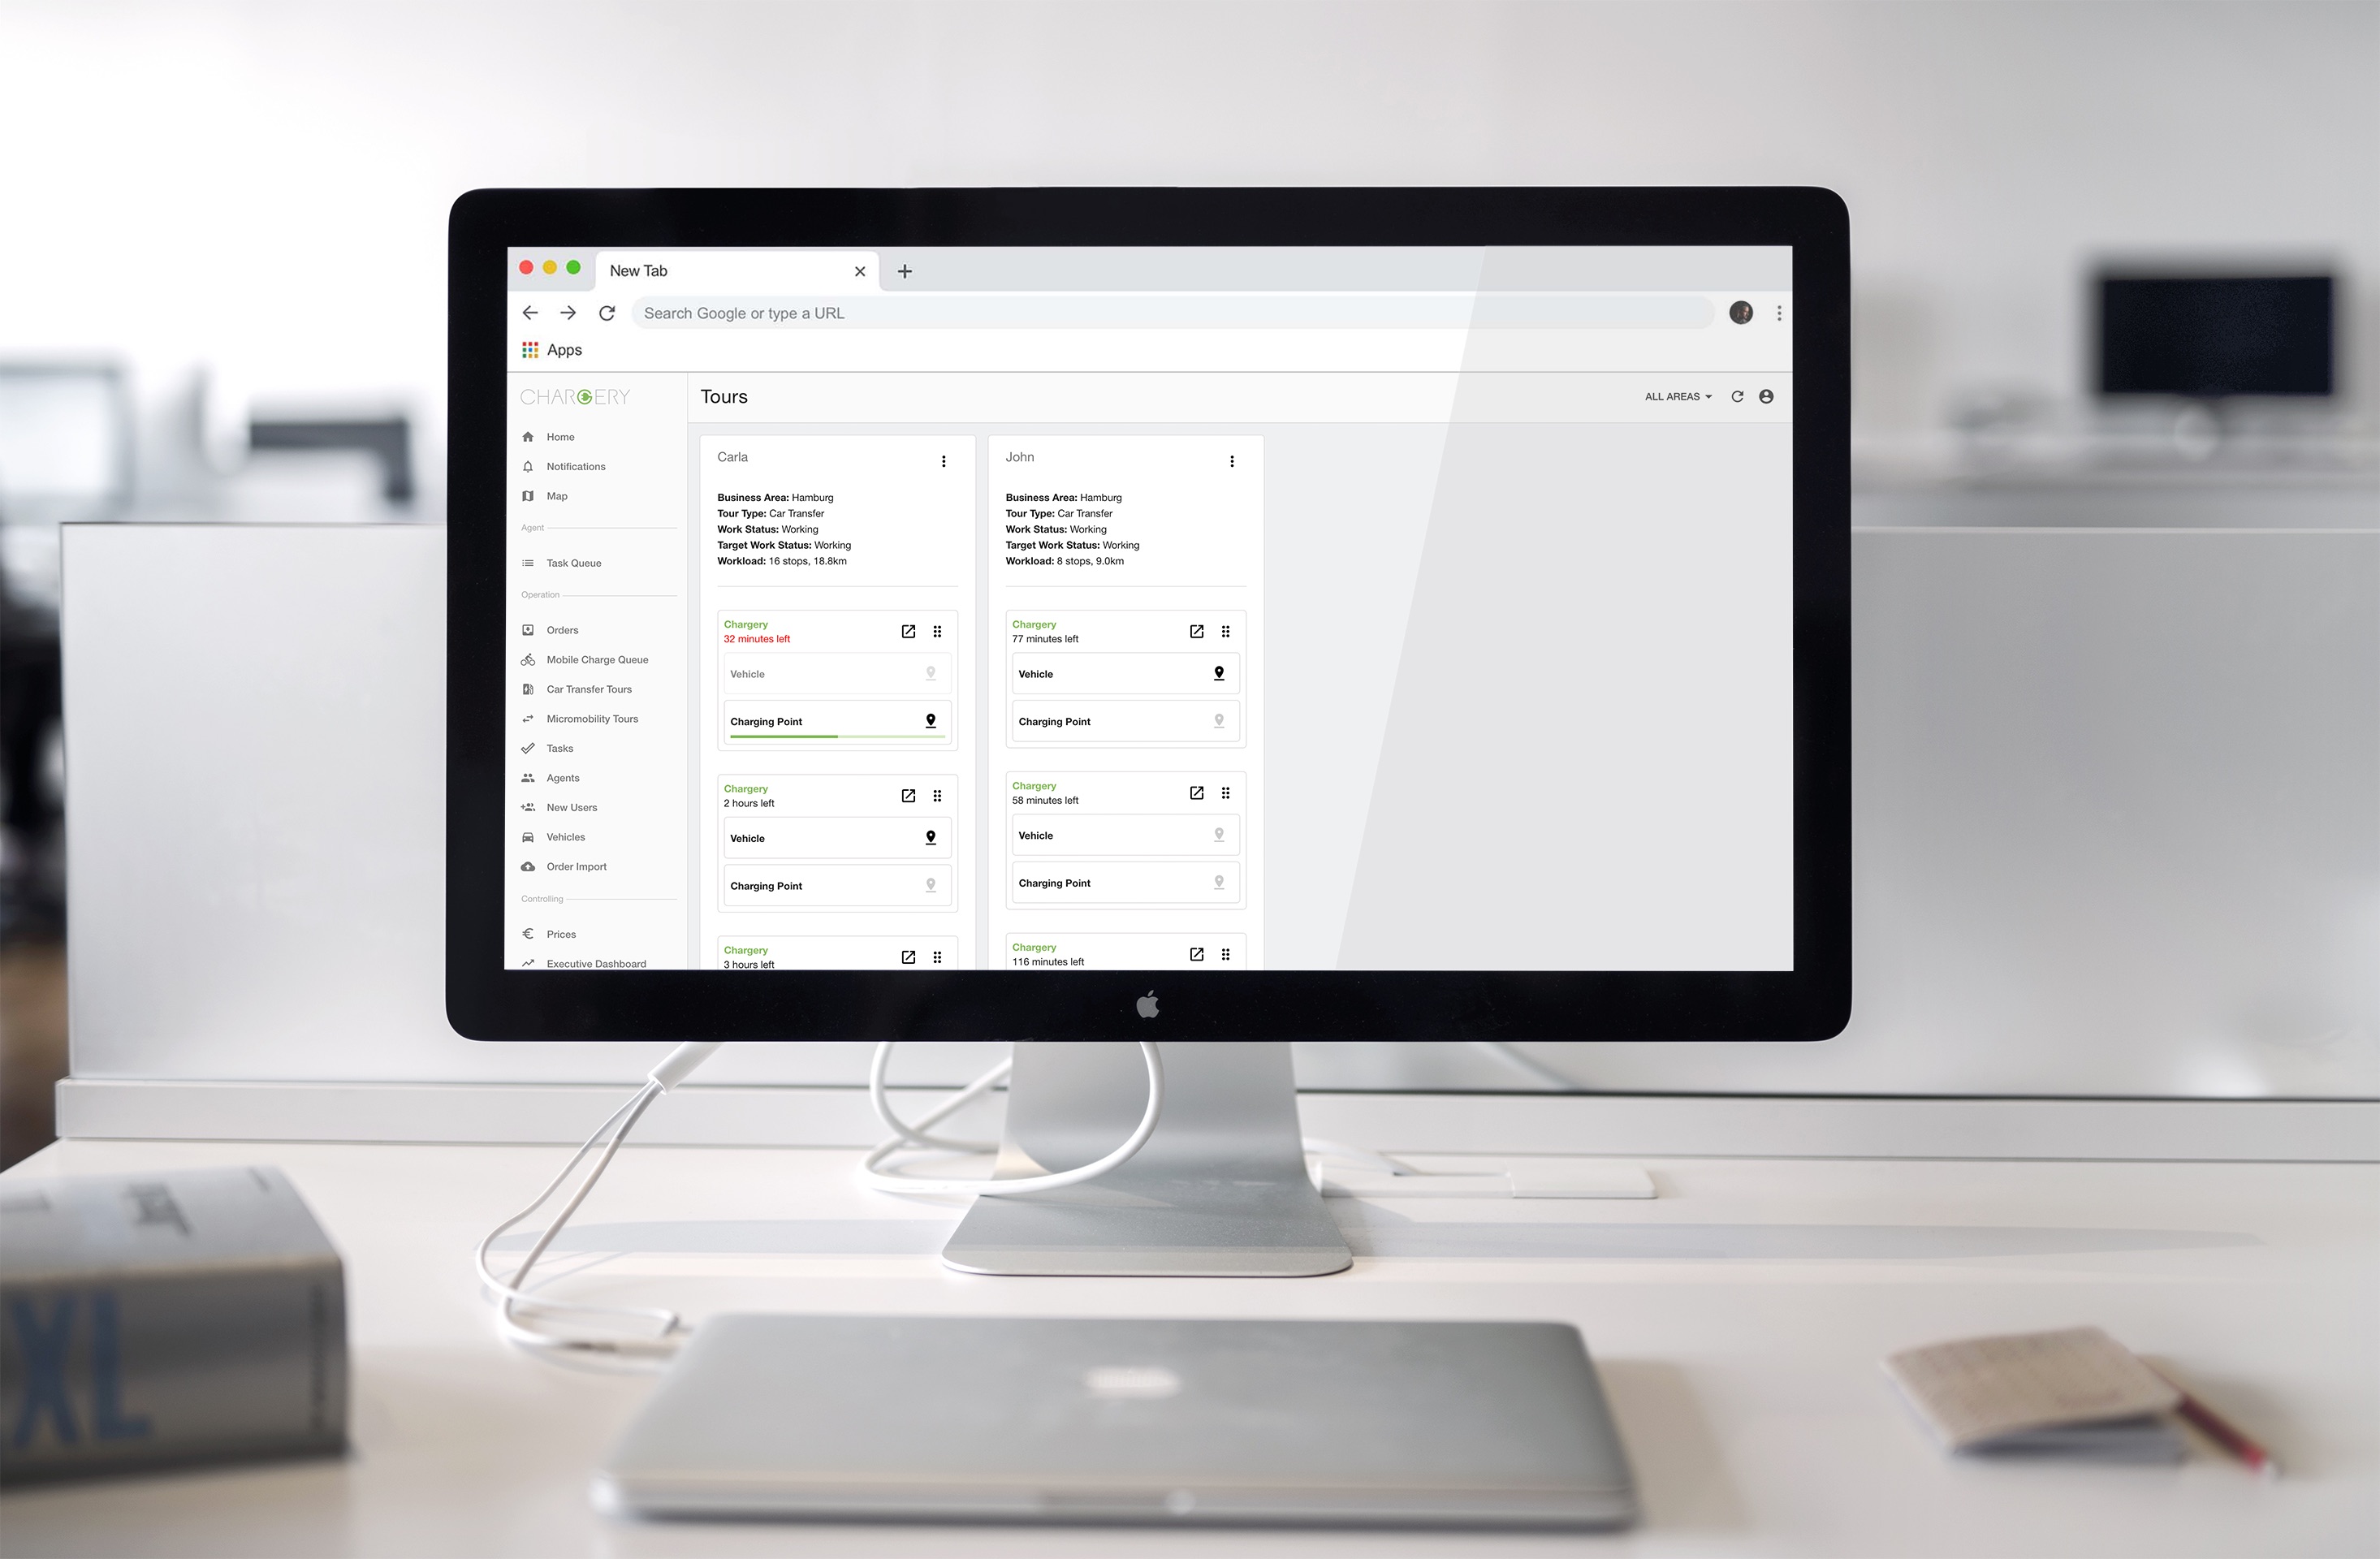 New Tab
Search Google or type a URL
Apps
CHARGERY
Home
Notifications
Map
Agent
Task Queue
Operation
Orders
Mobile Charge Queue
Car Transfer Tours
Micromobility Tours
Tasks
Agents
New Users
Vehicles
Order Import
Controlling
Prices
Executive Dashboard
Tours
ALL AREAS
Carla
Business Area: Hamburg
Tour Type: Car Transfer
Work Status: Working
Target Work Status: Working
Workload: 16 stops, 18.8km
Chargery
32 minutes left
Vehicle
Charging Point
Chargery
2 hours left
Vehicle
Charging Point
Chargery
3 hours left
John
Business Area: Hamburg
Tour Type: Car Transfer
Work Status: Working
Target Work Status: Working
Workload: 8 stops, 9.0km
Chargery
77 minutes left
Vehicle
Charging Point
Chargery
58 minutes left
Vehicle
Charging Point
Chargery
116 minutes left
XL